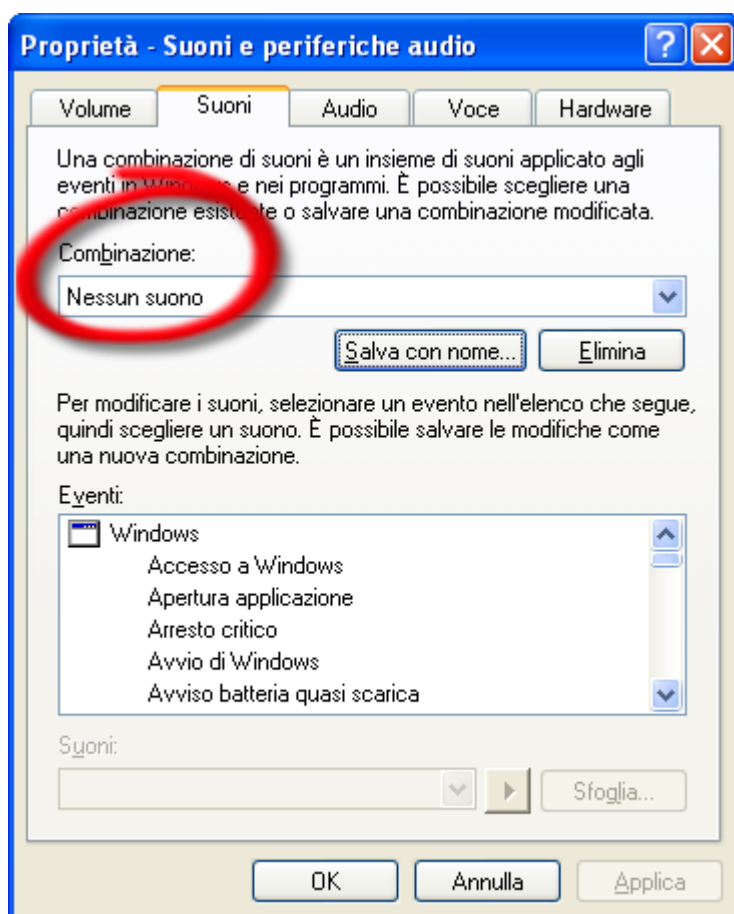 Proprietà - Suoni e periferiche audio
Volume Suoni Audio Voce Hardware
Una combinazione di suoni è un insieme di suoni applicato agli
eventi in Windows e nei programmi. È possibile scegliere una
combinazione esistente o salvare una combinazione modificata.
Combinazione:
Nessun suono
Salva con nome... Elimina
Per modificare i suoni, selezionare un evento nell'elenco che segue,
quindi scegliere un suono. È possibile salvare le modifiche come
una nuova combinazione.
Eventi:
Windows
Accesso a Windows
Apertura applicazione
Arresto critico
Avvio di Windows
Avviso batteria quasi scarica
Suoni:
Sfoglia...
OK Annulla Applica